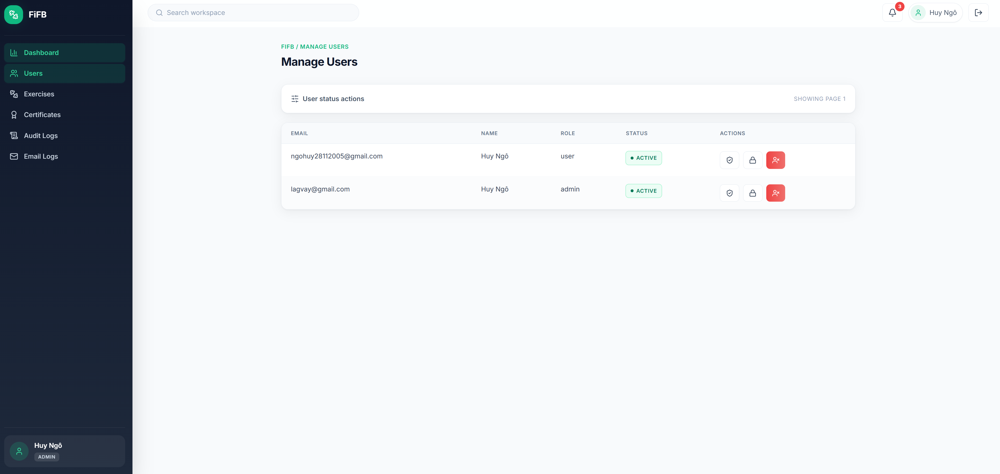 FiFB
Search workspace
3
Huy Ngô
Dashboard
Users
Exercises
Certificates
Audit Logs
Email Logs
FIFB / MANAGE USERS
Manage Users
User status actions
SHOWING PAGE 1
EMAIL NAME ROLE STATUS ACTIONS
ngohuy28112005@gmail.com Huy Ngô user ACTIVE
lagvay@gmail.com Huy Ngô admin ACTIVE
Huy Ngô
ADMIN